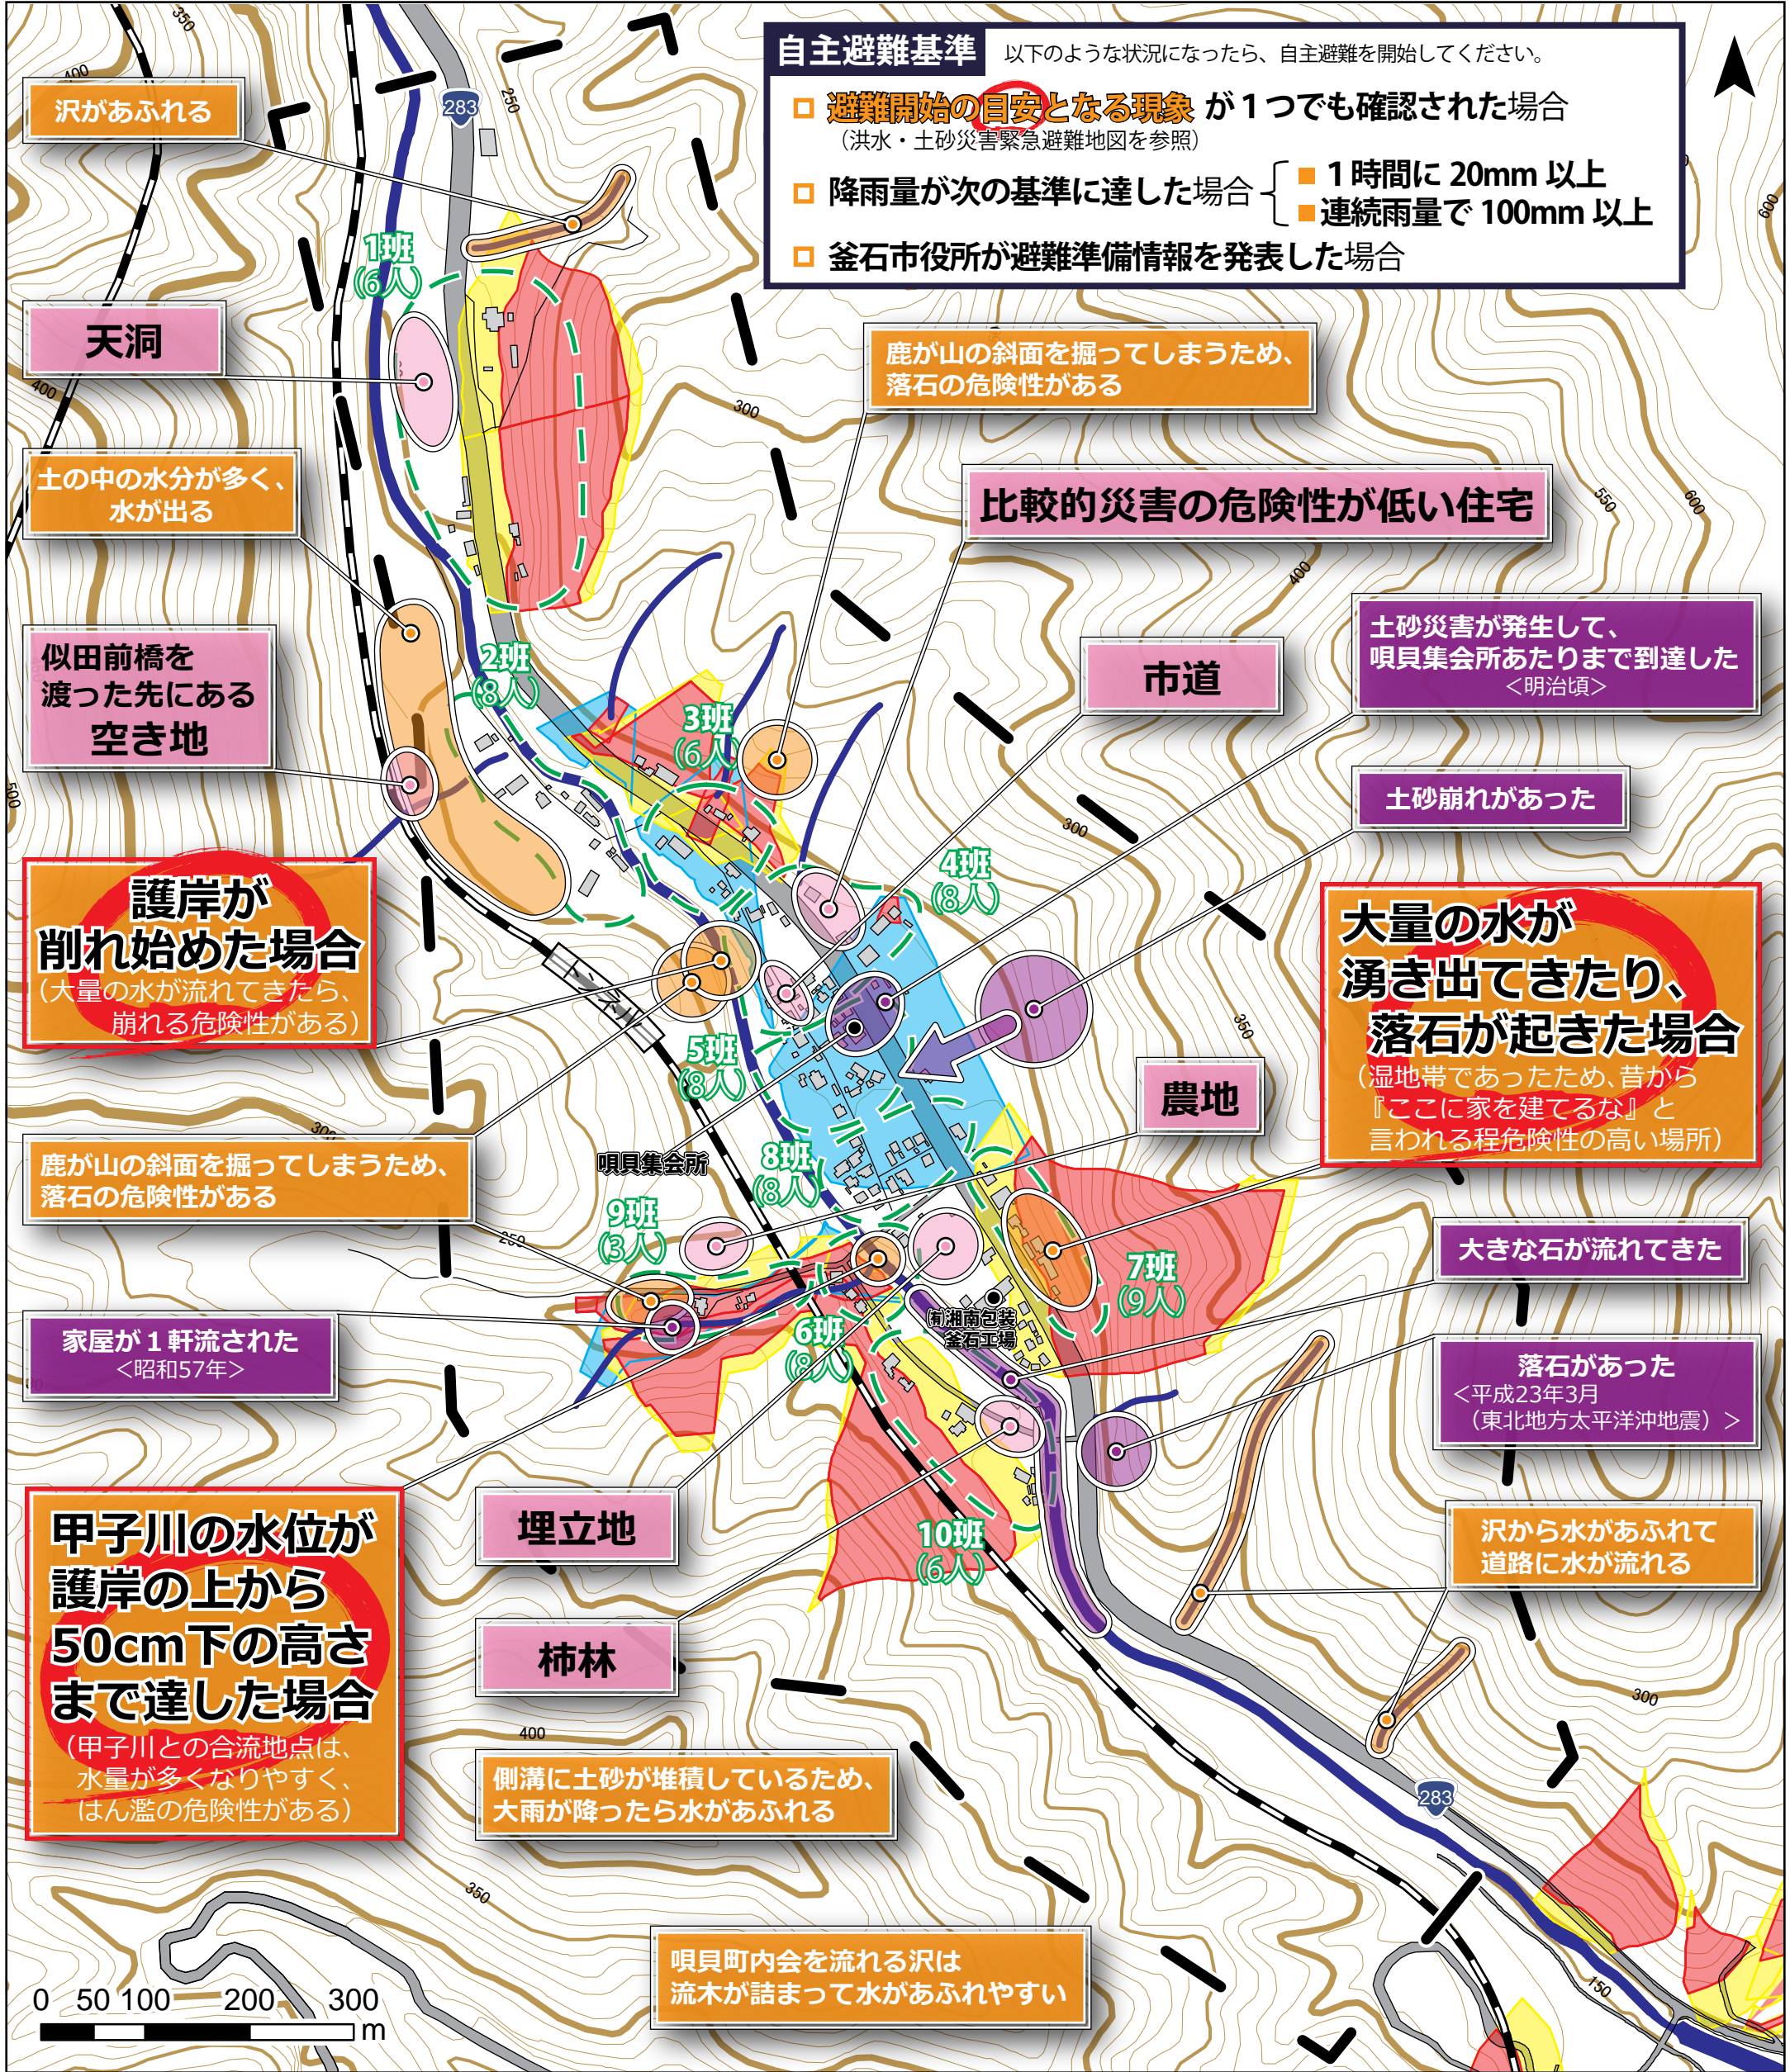 自主避難基準
以下のような状況になったら、自主避難を開始してください。
避難開始の目安となる現象 が１つでも確認された場合
（洪水・土砂災害緊急避難地図を参照）
降雨量が次の基準に達した場合
１時間に 20mm 以上
連続雨量で 100mm 以上
釜石市役所が避難準備情報を発表した場合
350
400
沢があふれる
283
250
600
1班
(6人)
天洞
400
鹿が山の斜面を掘ってしまうため、
落石の危険性がある
300
土の中の水分が多く、
水が出る
比較的災害の危険性が低い住宅
550
600
400
似田前橋を
渡った先にある
空き地
500
2班
(8人)
3班
(6人)
市道
土砂災害が発生して、
唄貝集会所あたりまで到達した
＜明治頃＞
土砂崩れがあった
300
4班
(8人)
護岸が
削れ始めた場合
（大量の水が流れてきたら、
崩れる危険性がある）
大量の水が
湧き出てきたり、
落石が起きた場合
（湿地帯であったため、昔から
『ここに家を建てるな』と
言われる程危険性の高い場所）
トンネル
350
5班
(8人)
農地
300
鹿が山の斜面を掘ってしまうため、
落石の危険性がある
唄貝集会所
8班
(8人)
9班
(3人)
250
7班
(9人)
大きな石が流れてきた
家屋が１軒流された
＜昭和57年＞
6班
(8人)
㈲湘南包装
釜石工場
落石があった
＜平成23年3月
（東北地方太平洋沖地震）＞
甲子川の水位が
護岸の上から
50cm下の高さ
まで達した場合
（甲子川との合流地点は、
水量が多くなりやすく、
はん濫の危険性がある）
埋立地
10班
(6人)
沢から水があふれて
道路に水が流れる
柿林
300
400
側溝に土砂が堆積しているため、
大雨が降ったら水があふれる
283
350
唄貝町内会を流れる沢は
流木が詰まって水があふれやすい
150
0 50 100 200 300
m